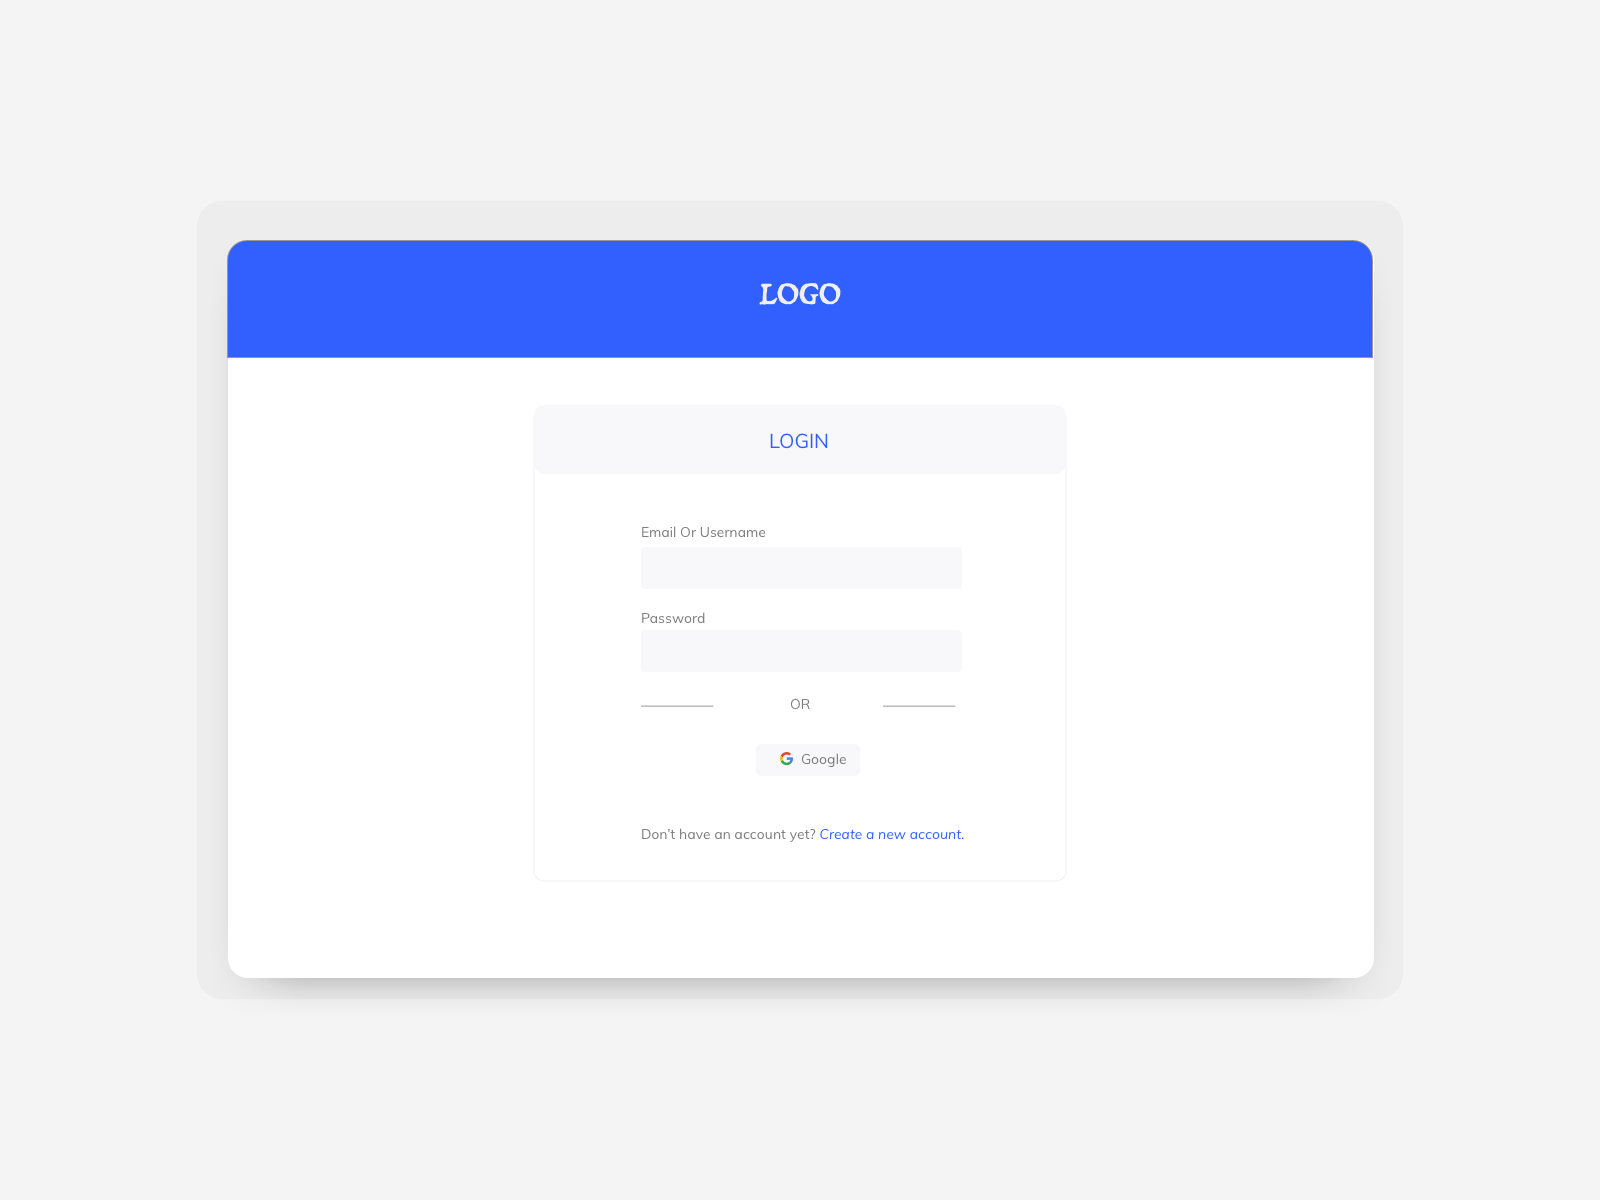 LOGO
LOGIN
Email Or Username
Password
OR
Google
Don't have an account yet? Create a new account.